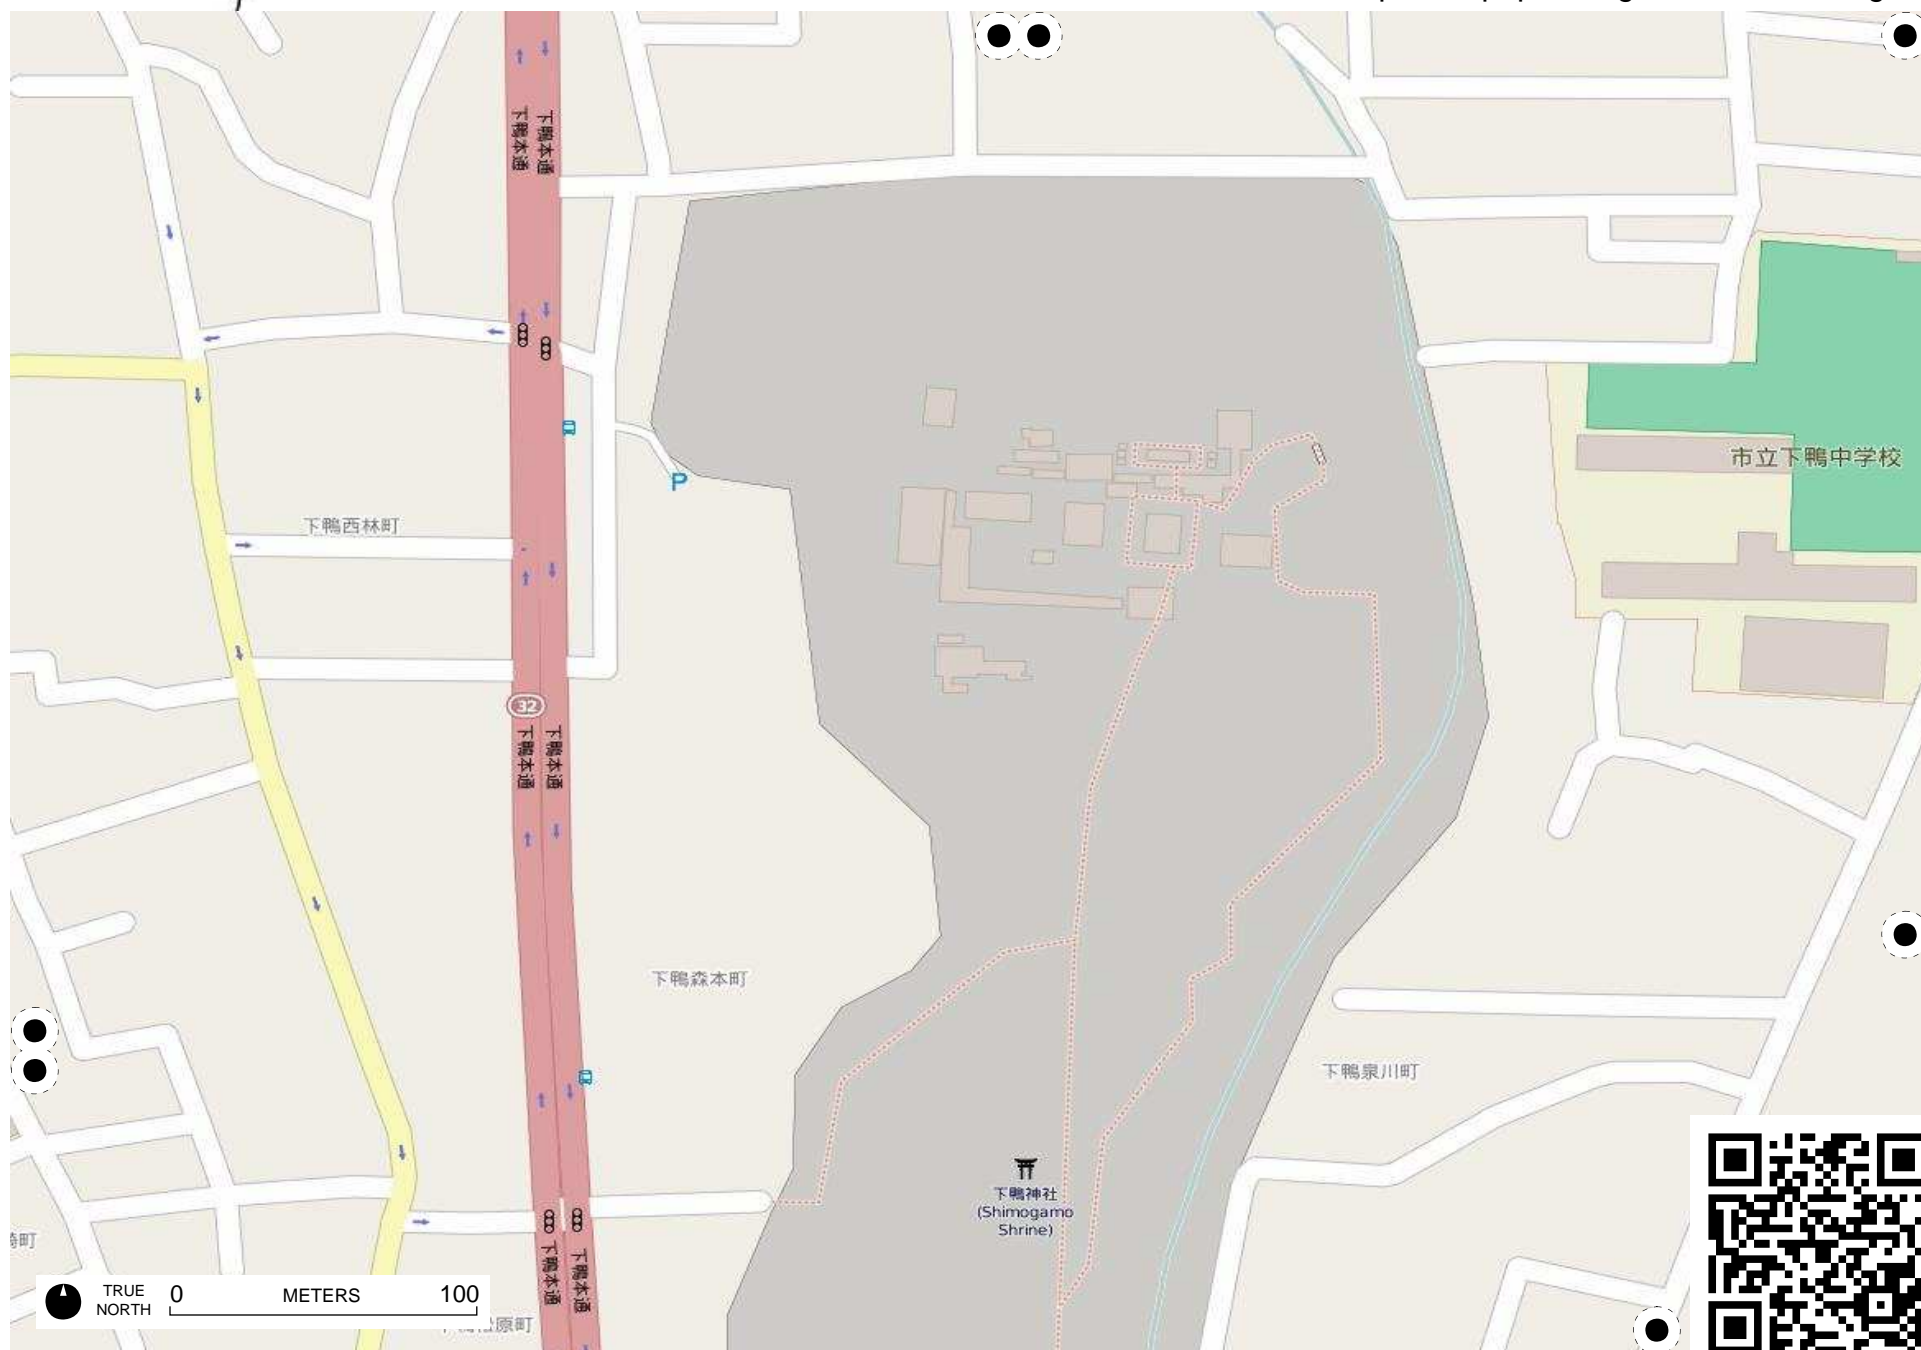 下鴨本通
下鴨本通
市立下鴨中学校
P
下鴨西林町
32
下鴨本通
下鴨本通
下鴨森本町
下鴨泉川町
下鴨神社
(Shimogamo
Shrine)
下鴨本通
下鴨本通
TRUE
NORTH
0 METERS 100